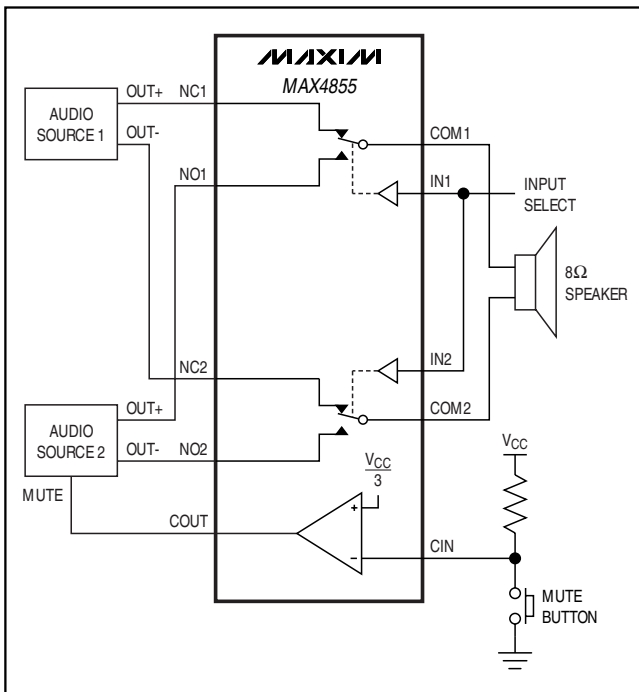 MAXIM
MAX4855
AUDIO
SOURCE 1
OUT+
NC1
OUT-
NO1
COM1
IN1
INPUT
SELECT
8Ω
SPEAKER
NC2
IN2
COM2
AUDIO
SOURCE 2
OUT+
OUT-
NO2
MUTE
COUT
VCC
3
+
-
CIN
VCC
MUTE
BUTTON